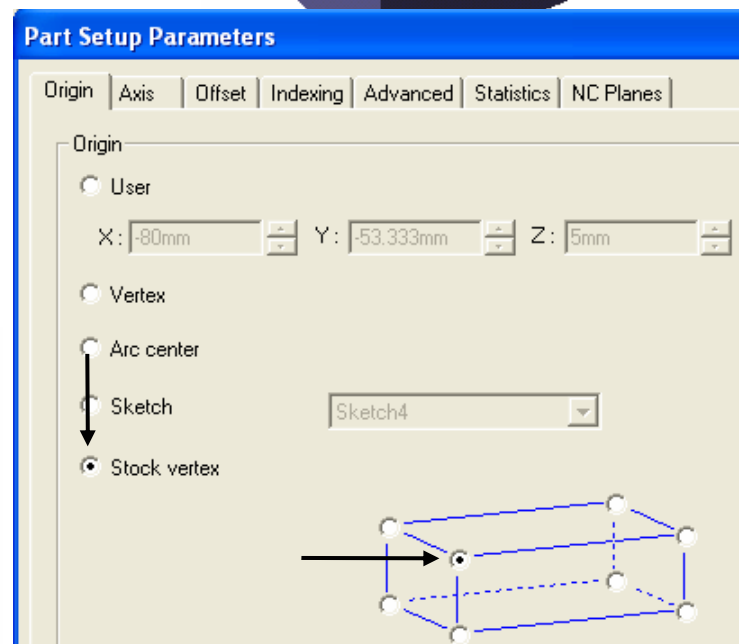 Part Setup Parameters
Origin Axis Offset Indexing Advanced Statistics NC Planes
Origin
User
X: -80mm Y: -53.333mm Z: 5mm
Vertex
Arc center
Sketch Sketch4
Stock vertex